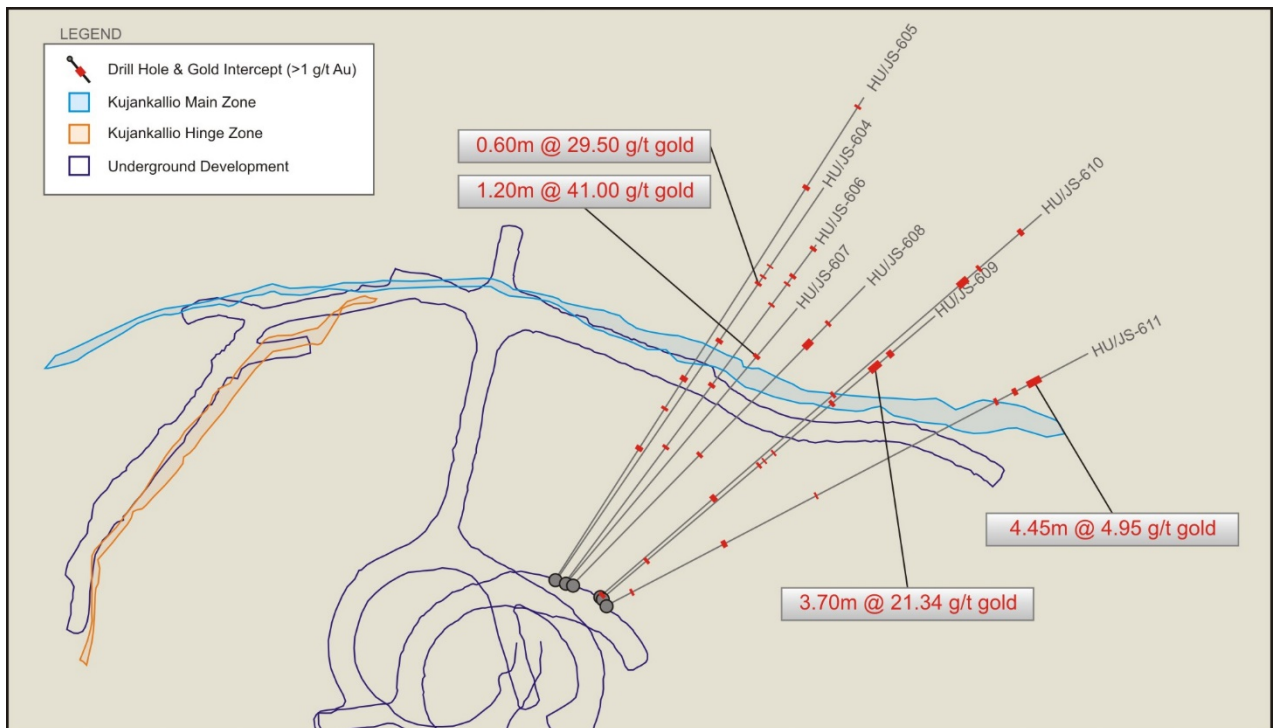 LEGEND
Drill Hole & Gold Intercept (>1 g/t Au)
Kujankallio Main Zone
Kujankallio Hinge Zone
Underground Development
HU/JS-605
HU/JS-604
HU/JS-606
HU/JS-607
HU/JS-608
HU/JS-610
HU/JS-609
HU/JS-611
0.60m @ 29.50 g/t gold
1.20m @ 41.00 g/t gold
4.45m @ 4.95 g/t gold
3.70m @ 21.34 g/t gold